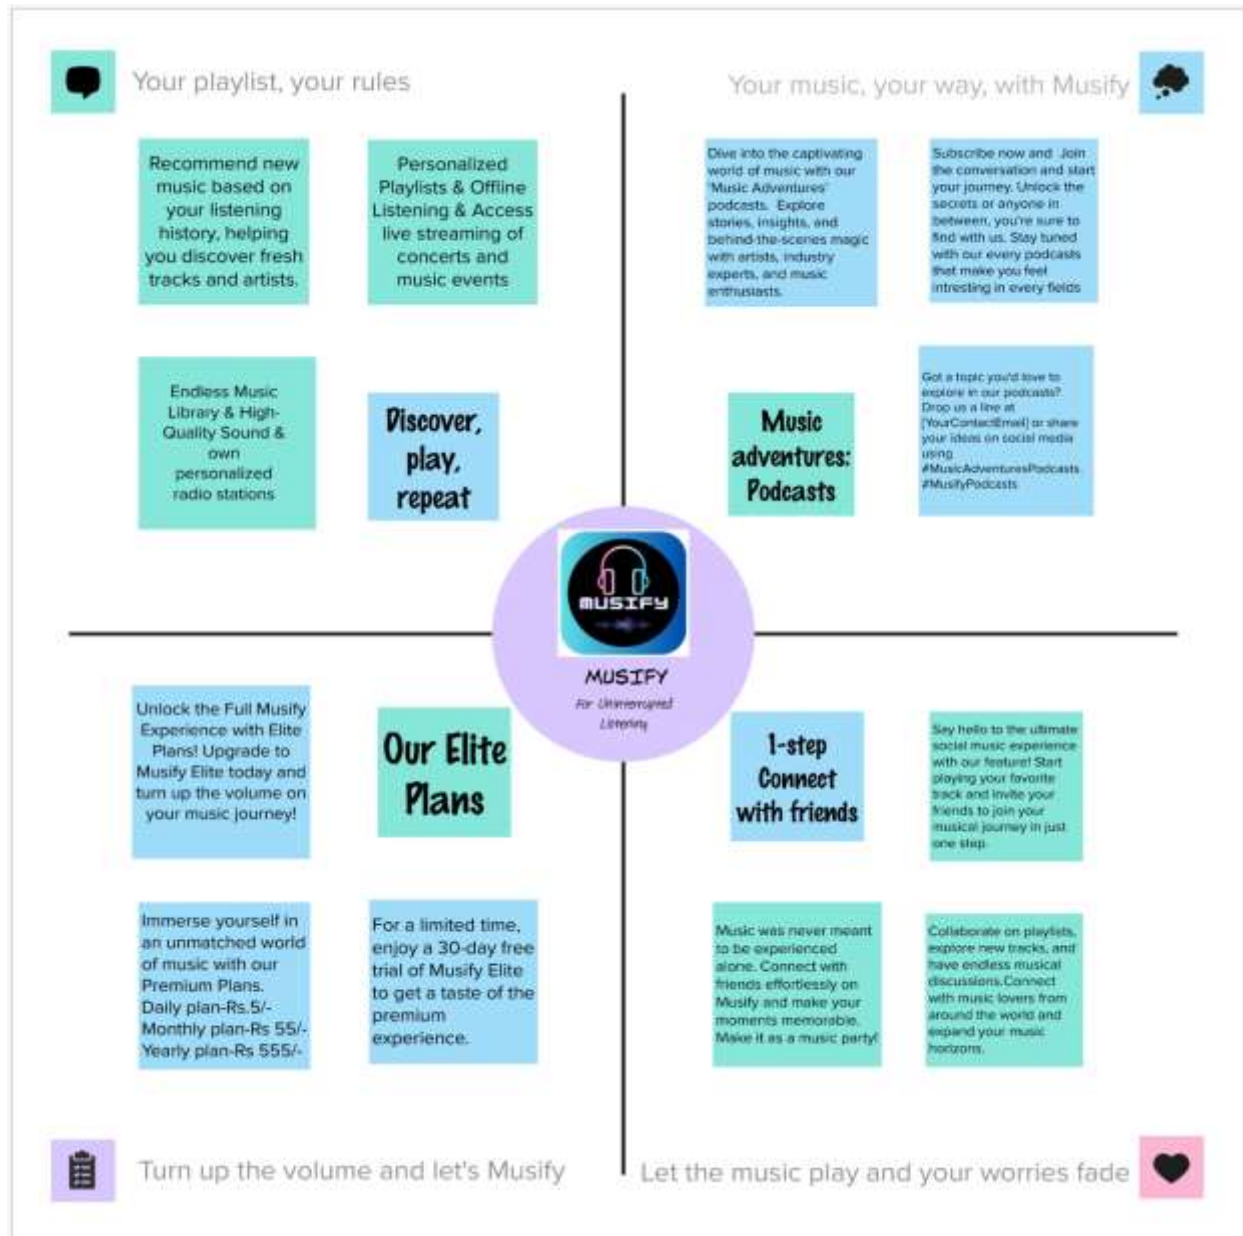 Your playlist, your rules
Recommend new
music based on
your listening
history, helping
you discover fresh
tracks and artists.
Personalized
Playlists & Offline
Listening & Access
live streaming of
concerts and
music events
Endless Music
Library & High-
Quality Sound &
own
personalized
radio stations
Discover,
play,
repeat
Your music, your way, with Musify
Dive into the captivating
world of music with our
'Music Adventures'
podcasts. Explore
stories, insights, and
behind-the-scenes magic
with artists, industry
experts, and music
enthusiasts.
Subscribe now and Join
the conversation and start
your journey. Unlock the
secrets or anyone in
between, you're sure to
find with us. Stay tuned
with our every podcasts
that make you feel
intresting in every fields
Music
adventures:
Podcasts
Got a topic you'd love to
explore in our podcasts?
Drop us a line at
[YourContactEmail] or share
your ideas on social media
using
#MusicAdventuresPodcasts
#MusifyPodcasts
MUSIFY
MUSIFY
For Uninterrupted
Listening
Unlock the Full Musify
Experience with Elite
Plans! Upgrade to
Musify Elite today and
turn up the volume on
your music journey!
Our Elite
Plans
Immerse yourself in
an unmatched world
of music with our
Premium Plans.
Daily plan-Rs.5/-
Monthly plan-Rs 55/-
Yearly plan-Rs 555/-
For a limited time,
enjoy a 30-day free
trial of Musify Elite
to get a taste of the
premium
experience.
Turn up the volume and let's Musify
1-step
Connect
with friends
Say hello to the ultimate
social music experience
with our feature! Start
playing your favorite
track and invite your
friends to join your
musical journey in just
one step.
Music was never meant
to be experienced
alone. Connect with
friends effortlessly on
Musify and make your
moments memorable.
Make it as a music party!
Collaborate on playlists,
explore new tracks, and
have endless musical
discussions.Connect
with music lovers from
around the world and
expand your music
horizons.
Let the music play and your worries fade